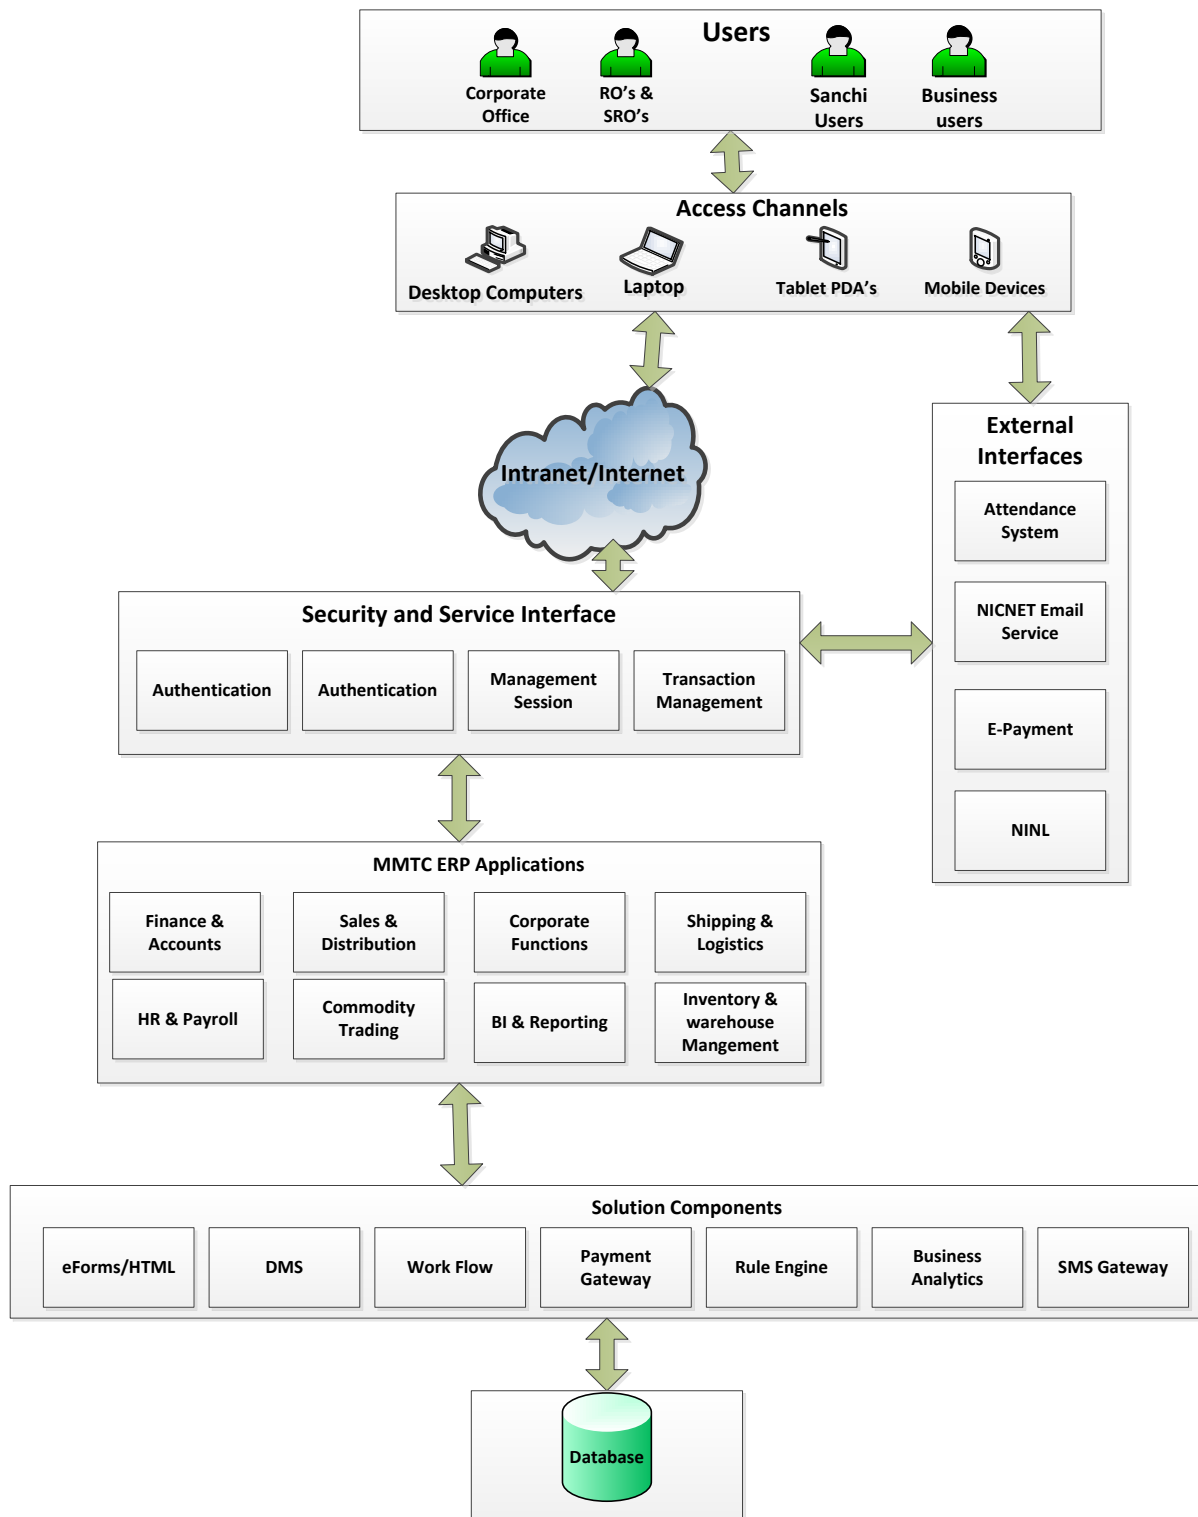 Users
Corporate
Office
RO's &
SRO's
Sanchi
Users
Business
users
Access Channels
Desktop Computers
Laptop
Tablet PDA's
Mobile Devices
Intranet/Internet
External
Interfaces
Attendance
System
NICNET Email
Service
E-Payment
NINL
Security and Service Interface
Authentication
Authentication
Management
Session
Transaction
Management
MMTC ERP Applications
Finance &
Accounts
Sales &
Distribution
Corporate
Functions
Shipping &
Logistics
HR & Payroll
Commodity
Trading
BI & Reporting
Inventory &
warehouse
Mangement
Solution Components
eForms/HTML
DMS
Work Flow
Payment
Gateway
Rule Engine
Business
Analytics
SMS Gateway
Database